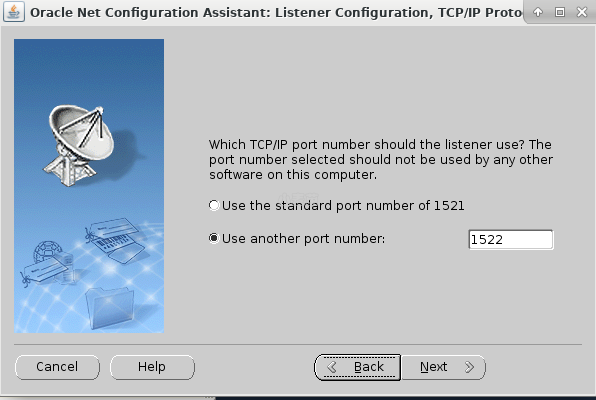 Oracle Net Configuration Assistant: Listener Configuration, TCP/IP Proto
Which TCP/IP port number should the listener use? The
port number selected should not be used by any other
software on this computer.
Use the standard port number of 1521
Use another port number:
1522
Cancel
Help
Back
Next